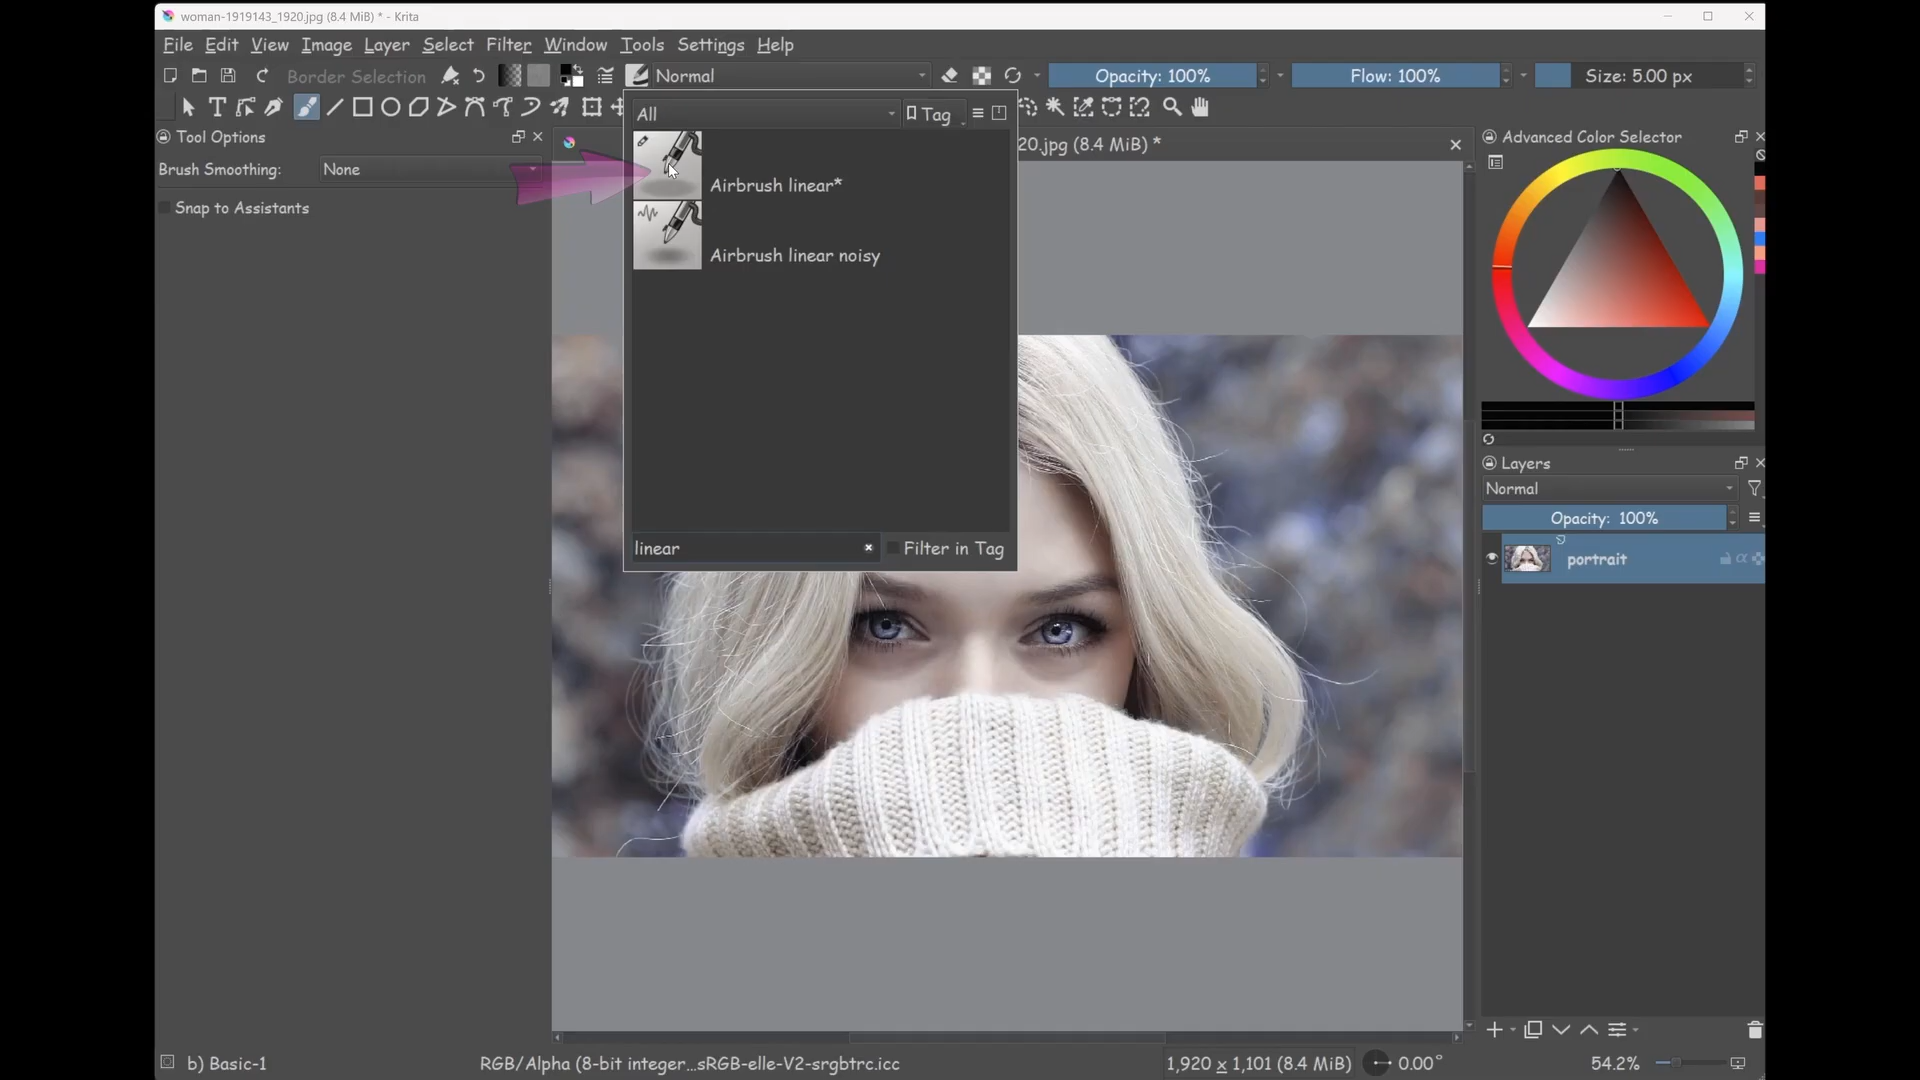 woman-1919143_1920.jpg (8.4 MiB) * - Krita
File Edit View Image Layer Select Filter Window Tools Settings Help
Border Selection Normal Opacity: 100% Flow: 100% Size: 5.00 px
Tool Options
Brush Smoothing: None
Snap to Assistants
All Tag
Airbrush linear*
Airbrush linear noisy
linear Filter in Tag
20.jpg (8.4 MiB) *
Advanced Color Selector
Layers
Normal
Opacity: 100%
portrait
b) Basic-1 RGB/Alpha (8-bit integer...sRGB-elle-V2-srgbtrc.icc 1,920 x 1,101 (8.4 MiB) 0.00° 54.2%